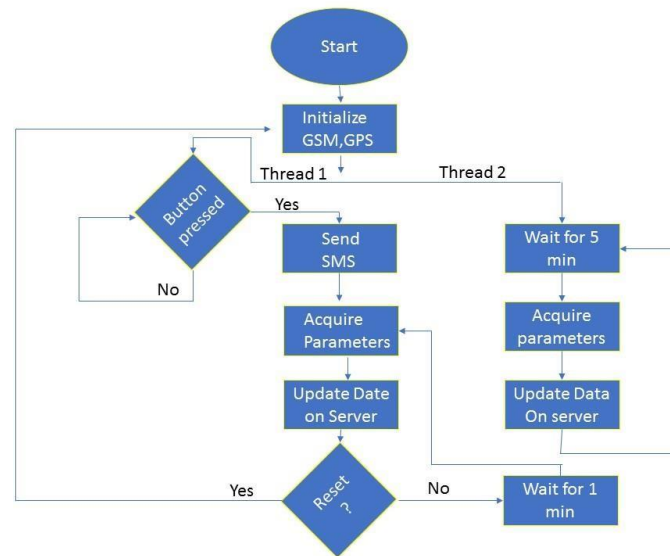 Start
Initialize
GSM,GPS
Thread 1
Thread 2
Button
pressed
Yes
No
Send
SMS
Acquire
Parameters
Update Date
on Server
Reset
?
Yes
No
Wait for 5
min
Acquire
parameters
Update Data
On server
Wait for 1
min